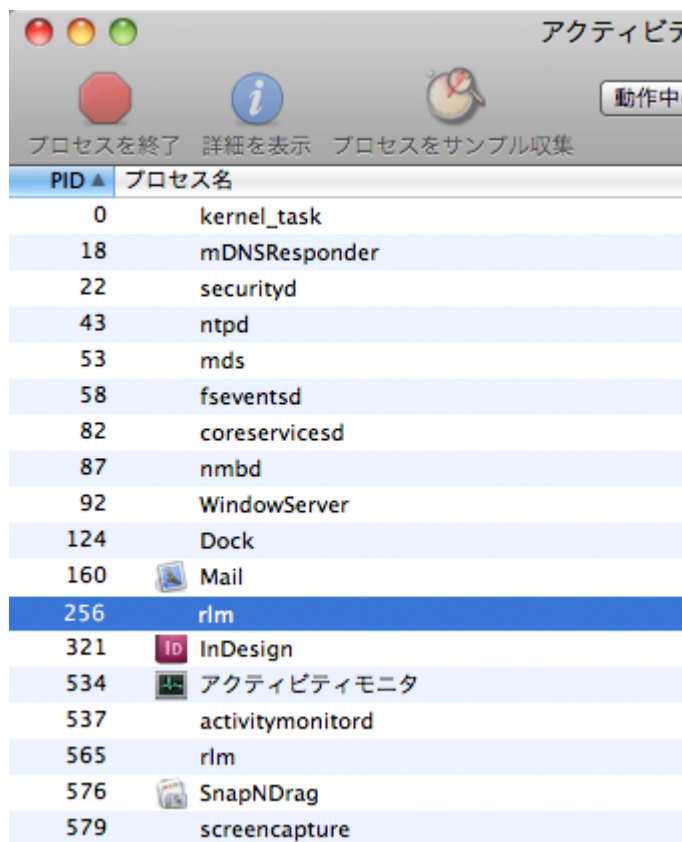 アクティビテ
動作中
プロセスを終了 詳細を表示 プロセスをサンプル収集
PID プロセス名
0 kernel_task
18 mDNSResponder
22 securityd
43 ntpd
53 mds
58 fseventsd
82 coreservicesd
87 nmbd
92 WindowServer
124 Dock
160 Mail
256 rlm
321 InDesign
534 アクティビティモニタ
537 activitymonitord
565 rlm
576 SnapNDrag
579 screencapture